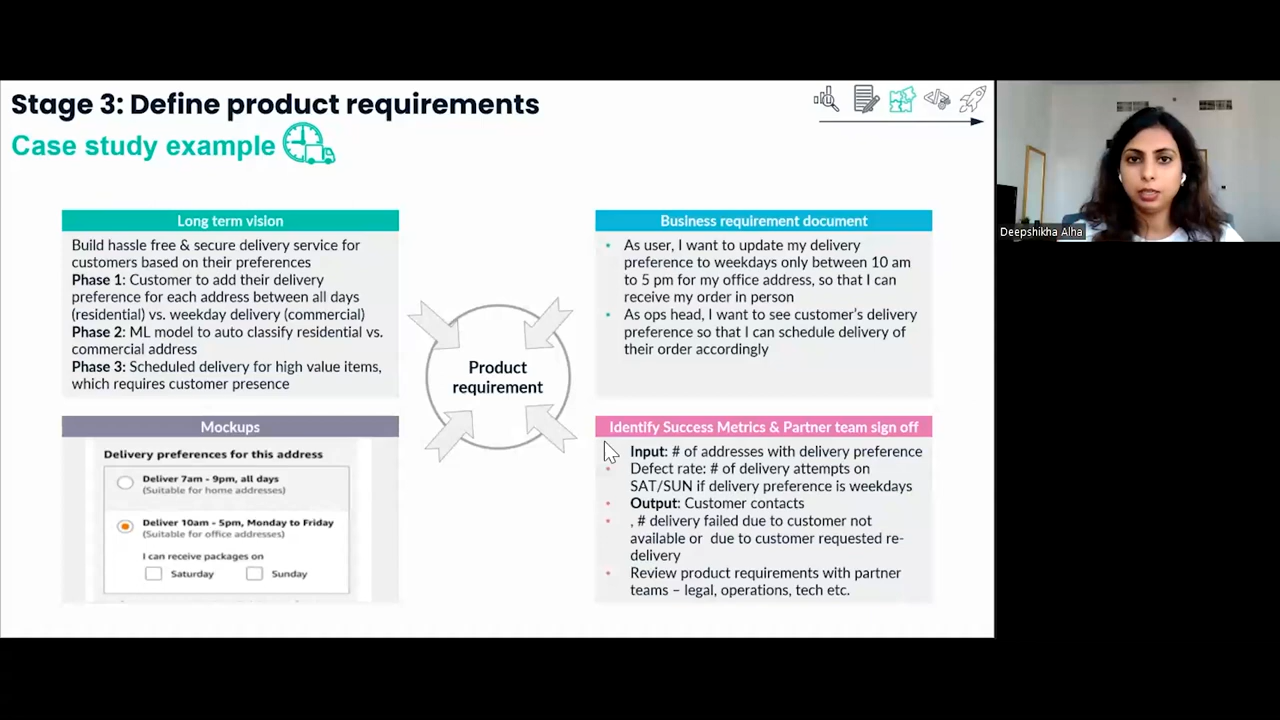 Stage 3: Define product requirements
Case study example
Long term vision
Build hassle free & secure delivery service for
customers based on their preferences
Phase 1: Customer to add their delivery
preference for each address between all days
(residential) vs. weekday delivery (commercial)
Phase 2: ML model to auto classify residential vs.
commercial address
Phase 3: Scheduled delivery for high value items,
which requires customer presence
Business requirement document
• As user, I want to update my delivery
preference to weekdays only between 10 am
to 5 pm for my office address, so that I can
receive my order in person
• As ops head, I want to see customer's delivery
preference so that I can schedule delivery of
their order accordingly
Product
requirement
Mockups
Delivery preferences for this address
Deliver 7am - 9pm, all days
(Suitable for home addresses)
Deliver 10am - 5pm, Monday to Friday
(Suitable for office addresses)
I can receive packages on
Saturday Sunday
Identify Success Metrics & Partner team sign off
Input: # of addresses with delivery preference
• Defect rate: # of delivery attempts on
SAT/SUN if delivery preference is weekdays
• Output: Customer contacts
• , # delivery failed due to customer not
available or due to customer requested re-
delivery
• Review product requirements with partner
teams – legal, operations, tech etc.
Deepshikha Alha